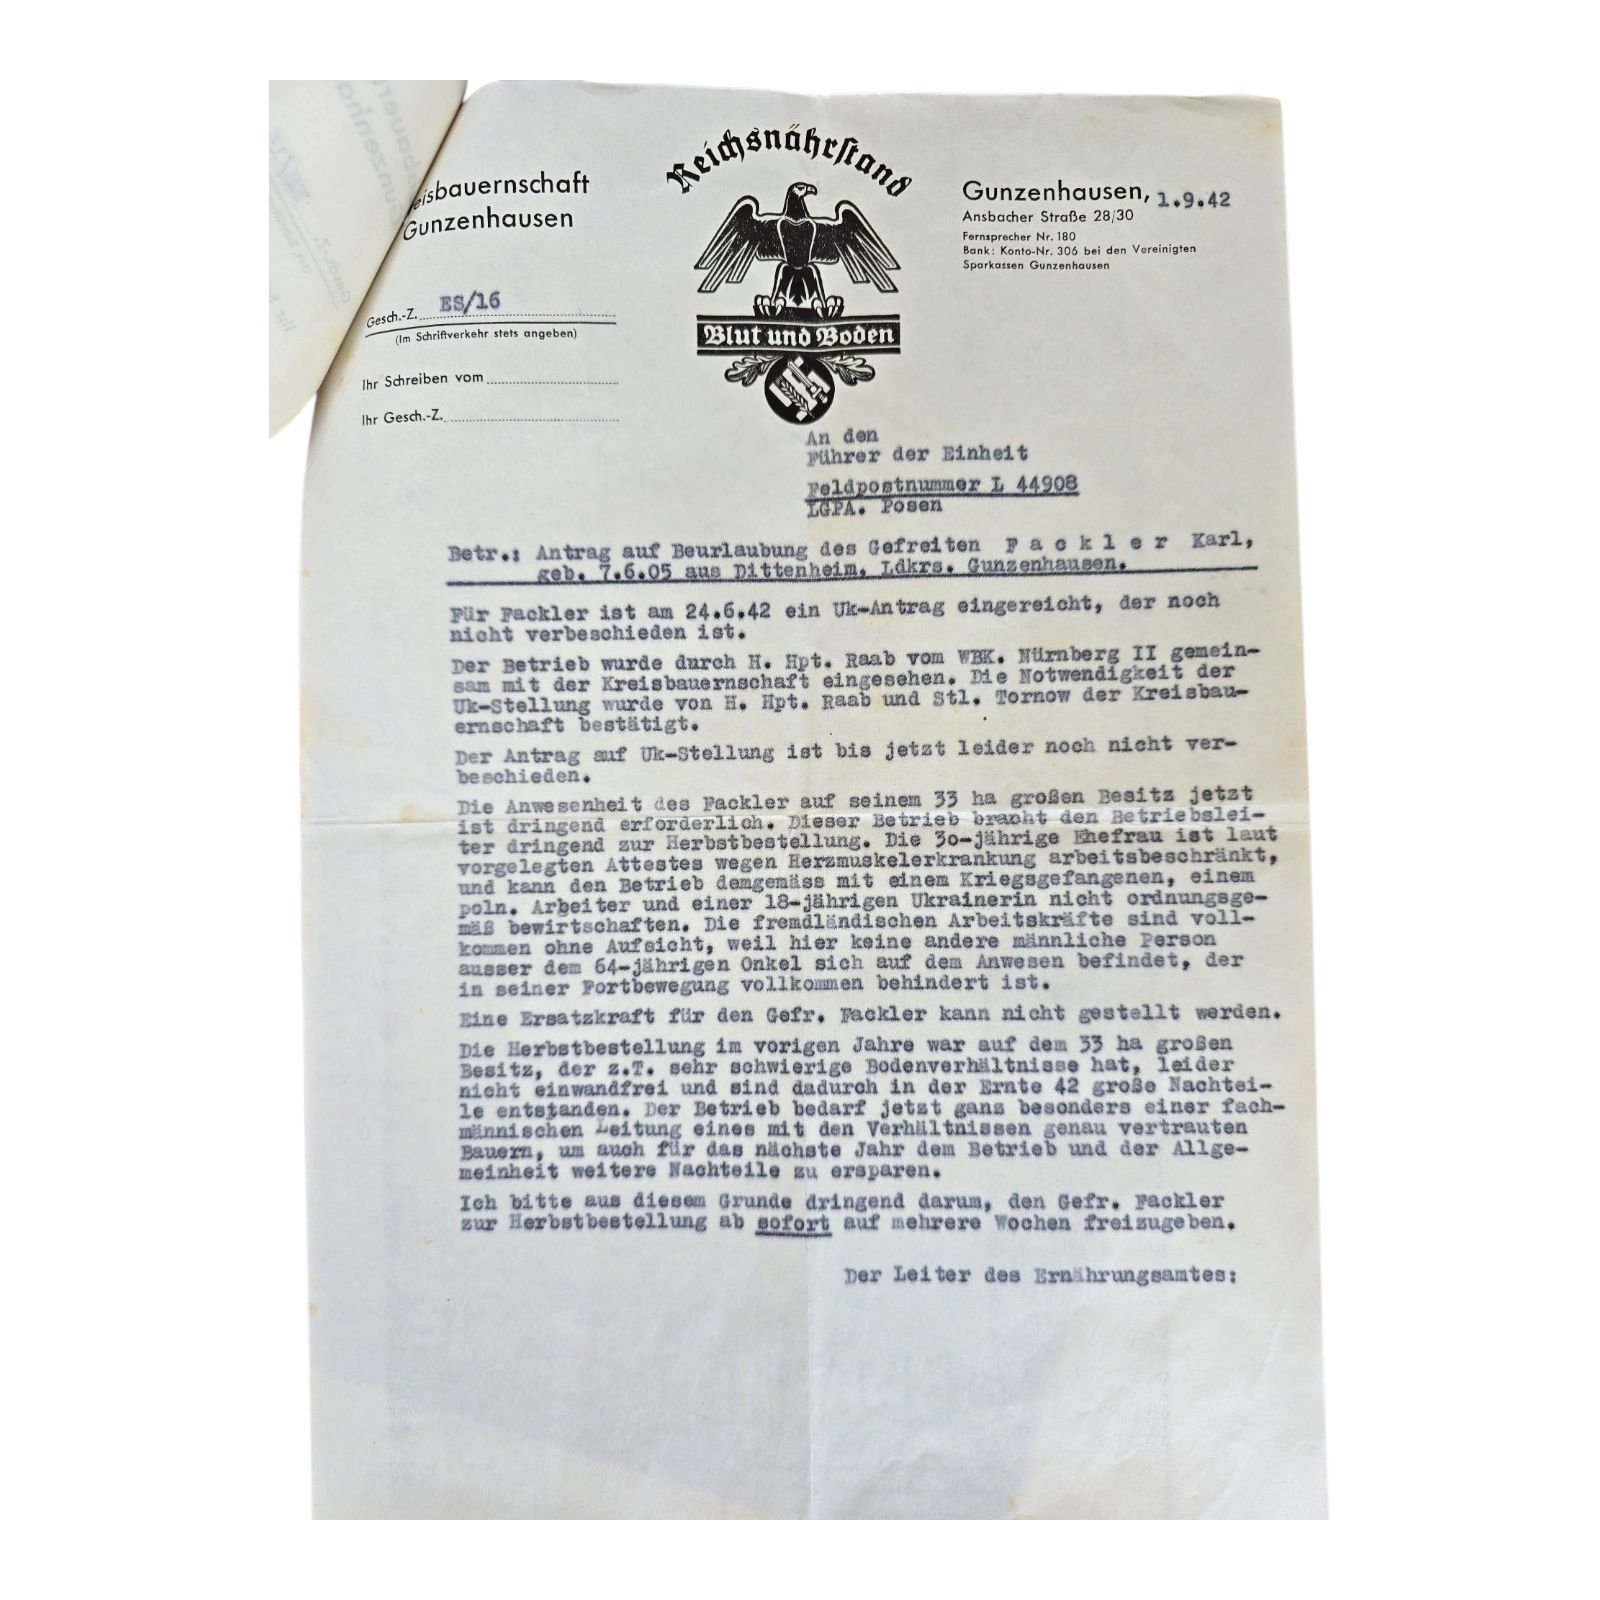 Reichsnährstand
eisbauernschaft
Gunzenhausen
Gunzenhausen, 1.9.42
Ansbacher Straße 28/30
Fernsprecher Nr. 180
Bank: Konto-Nr. 306 bei den Vereinigten
Sparkassen Gunzenhausen
Gesch.-Z. ES/16
(Im Schriftverkehr stets angeben)
Ihr Schreiben vom
Ihr Gesch.-Z.
Blut und Boden
An den
Führer der Einheit
Feldpostnummer L 44908
LGPA. Posen
Betr.: Antrag auf Beurlaubung des Gefreiten F a c k l e r Karl,
geb. 7.6.05 aus Dittenheim, Ldkrs. Gunzenhausen.
Für Fackler ist am 24.6.42 ein Uk-Antrag eingereicht, der noch
nicht verbeschieden ist.
Der Betrieb wurde durch H. Hpt. Raab vom WBK. Nürnberg II gemein-
sam mit der Kreisbauernschaft eingesehen. Die Notwendigkeit der
Uk-Stellung wurde von H. Hpt. Raab und Stl. Tornow der Kreisbau-
ernschaft bestätigt.
Der Antrag auf Uk-Stellung ist bis jetzt leider noch nicht ver-
beschieden.
Die Anwesenheit des Fackler auf seinem 33 ha großen Besitz jetzt
ist dringend erforderlich. Dieser Betrieb braucht den Betriebslei-
ter dringend zur Herbstbestellung. Die 30-jährige Ehefrau ist laut
vorgelegten Attestes wegen Herzmuskelerkrankung arbeitsbeschränkt,
und kann den Betrieb demgemäss mit einem Kriegsgefangenen, einem
poln. Arbeiter und einer 18-jährigen Ukrainerin nicht ordnungsge-
mäß bewirtschaften. Die fremdländischen Arbeitskräfte sind voll-
kommen ohne Aufsicht, weil hier keine andere männliche Person
ausser dem 64-jährigen Onkel sich auf dem Anwesen befindet, der
in seiner Fortbewegung vollkommen behindert ist.
Eine Ersatzkraft für den Gefr. Fackler kann nicht gestellt werden.
Die Herbstbestellung im vorigen Jahre war auf dem 33 ha großen
Besitz, der z.T. sehr schwierige Bodenverhältnisse hat, leider
nicht einwandfrei und sind dadurch in der Ernte 42 große Nachtei-
le entstanden. Der Betrieb bedarf jetzt ganz besonders einer fach-
männischen Leitung eines mit den Verhältnissen genau vertrauten
Bauern, um auch für das nächste Jahr dem Betrieb und der Allge-
meinheit weitere Nachteile zu ersparen.
Ich bitte aus diesem Grunde dringend darum, den Gefr. Fackler
zur Herbstbestellung ab sofort auf mehrere Wochen freizugeben.
Der Leiter des Ernährungsamtes: